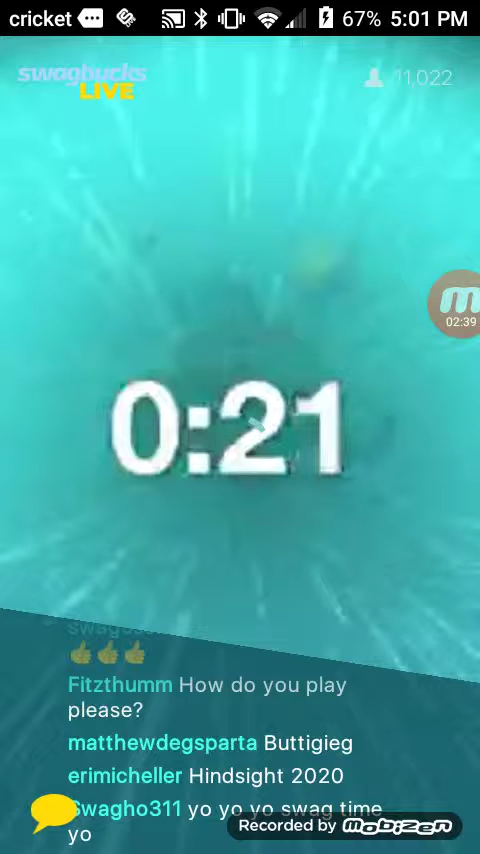 cricket 67% 5:01 PM
swagbucks
LIVE
11,022
m
02:39
0:21
👍👍👍
Fitzthumm How do you play
please?
matthewdegsparta Buttigieg
erimicheller Hindsight 2020
Swagho311 yo yo yo swag time
yo
Recorded by mobizen